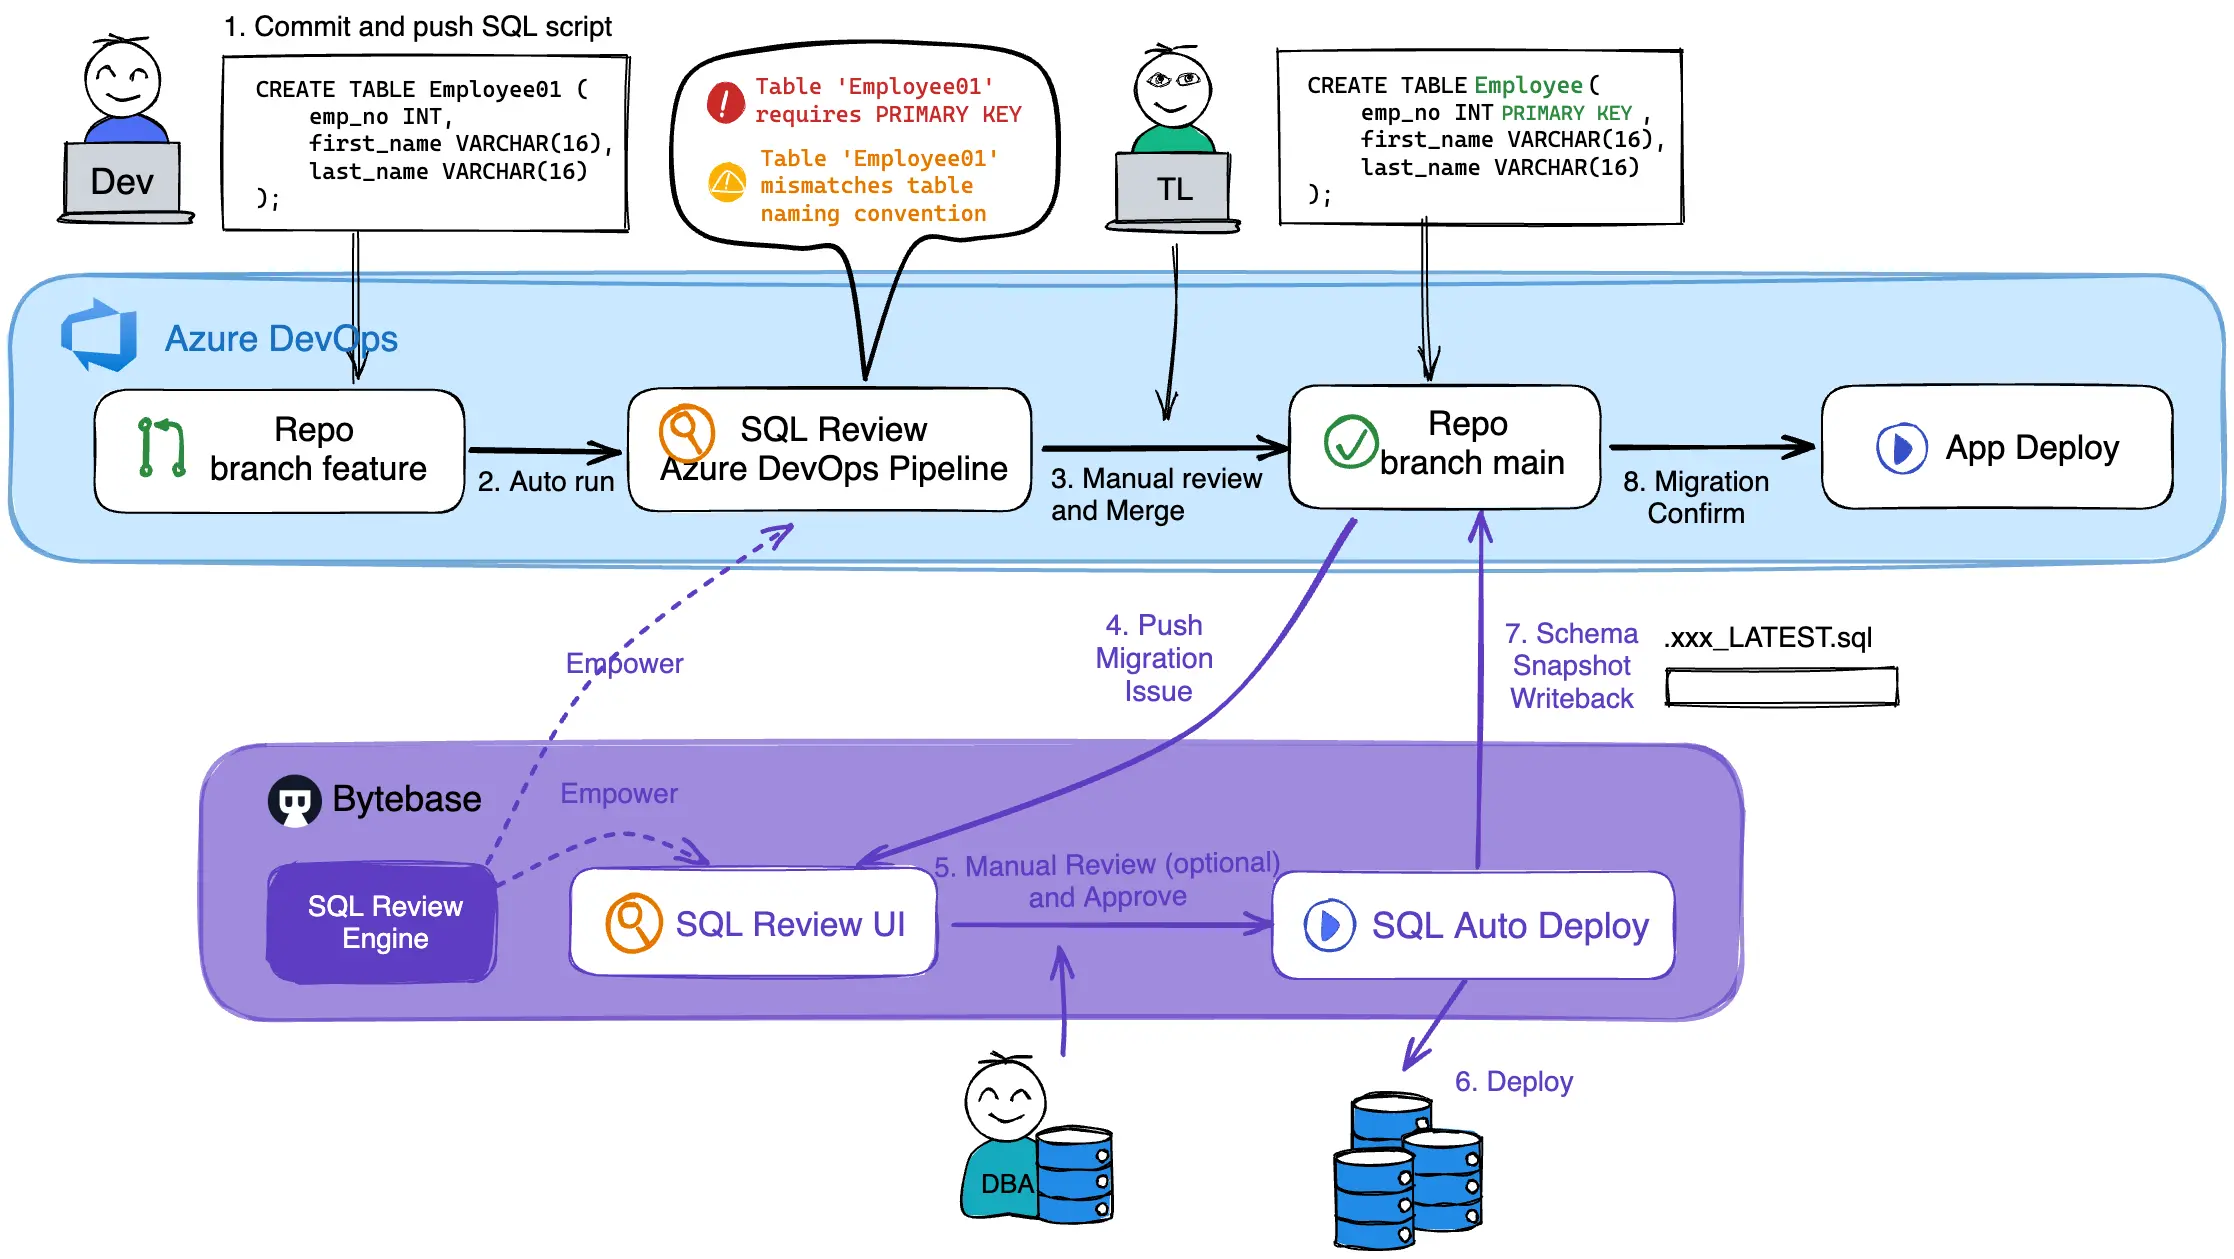 1. Commit and push SQL script
CREATE TABLE Employee01 (
emp_no INT,
first_name VARCHAR(16),
last_name VARCHAR(16)
);
Dev
Table 'Employee01'
requires PRIMARY KEY
Table 'Employee01'
mismatches table
naming convention
TL
CREATE TABLE Employee (
emp_no INT PRIMARY KEY ,
first_name VARCHAR(16),
last_name VARCHAR(16)
);
Azure DevOps
Repo
branch feature
2. Auto run
SQL Review
Azure DevOps Pipeline
3. Manual review
and Merge
Repo
branch main
8. Migration
Confirm
App Deploy
Empower
4. Push
Migration
Issue
7. Schema
Snapshot
Writeback
.xxx_LATEST.sql
Bytebase
Empower
SQL Review
Engine
SQL Review UI
5. Manual Review (optional)
and Approve
SQL Auto Deploy
6. Deploy
DBA